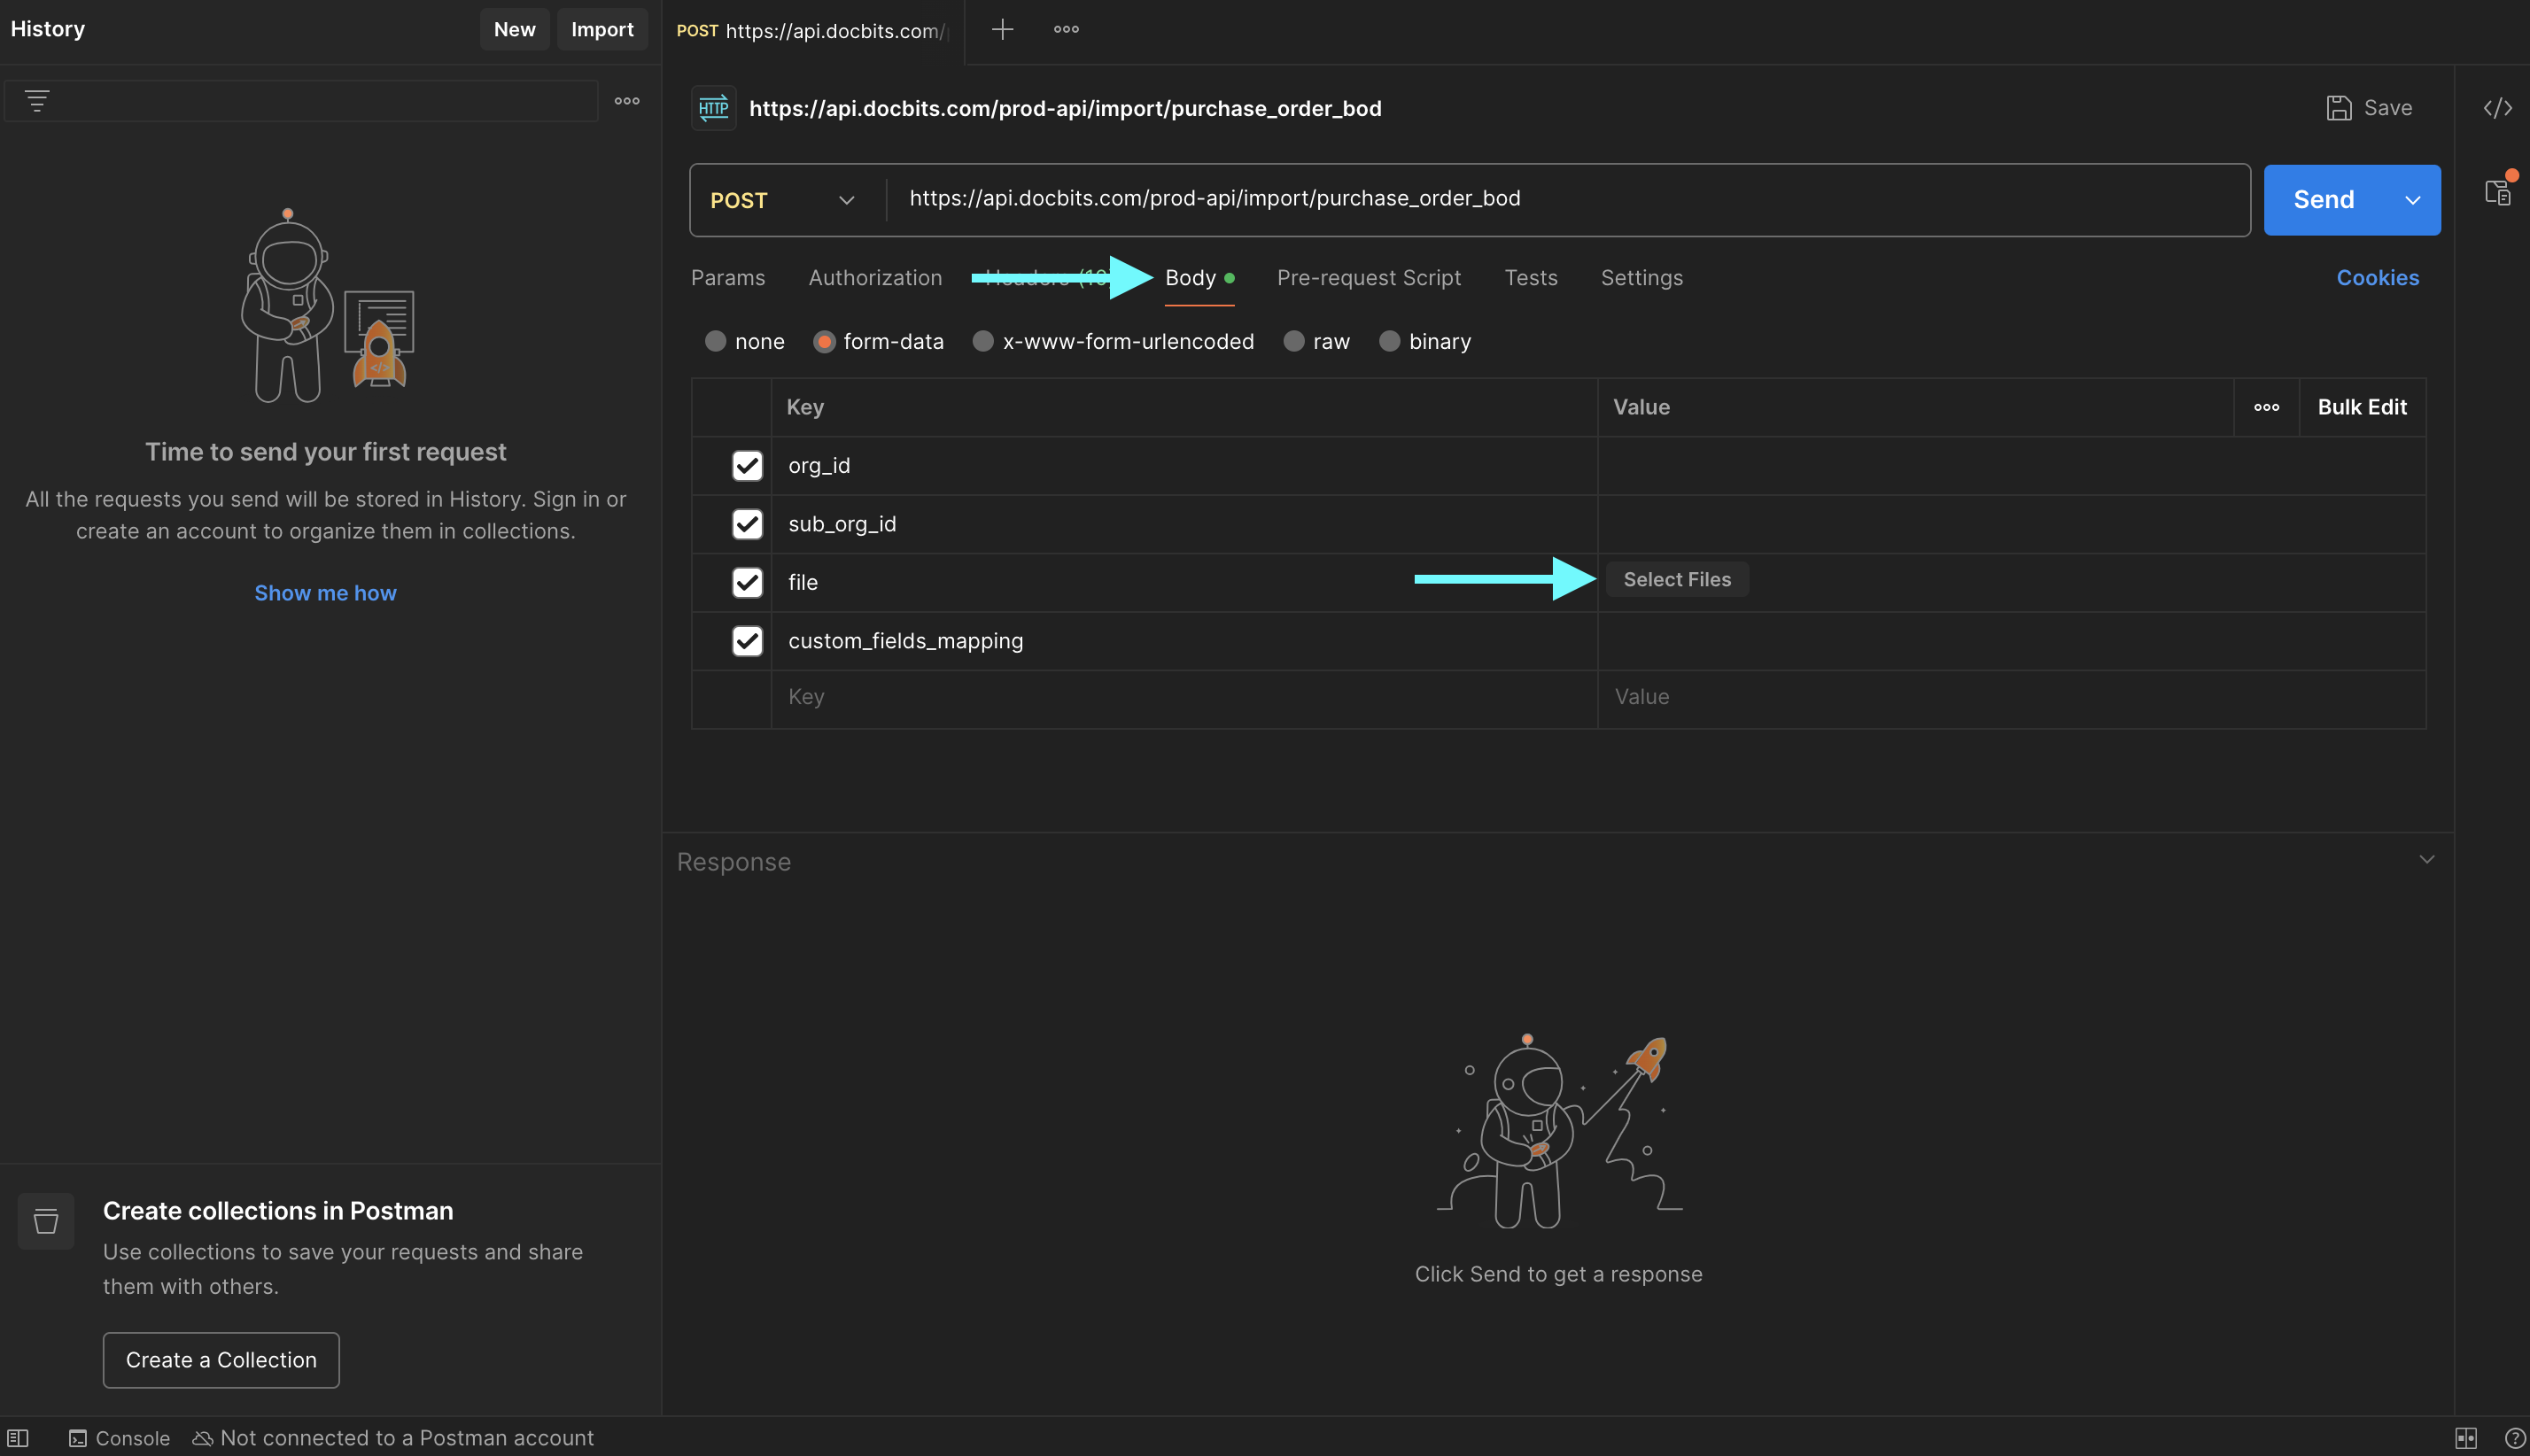 History
New
Import
Time to send your first request
All the requests you send will be stored in History. Sign in or
create an account to organize them in collections.
Show me how
Create collections in Postman
Use collections to save your requests and share
them with others.
Create a Collection
POST https://api.docbits.com/
HTTP https://api.docbits.com/prod-api/import/purchase_order_bod
Save
POST https://api.docbits.com/prod-api/import/purchase_order_bod
Send
Params Authorization Body Pre-request Script Tests Settings Cookies
none form-data x-www-form-urlencoded raw binary
Key Value Bulk Edit
org_id
sub_org_id
file Select Files
custom_fields_mapping
Key Value
Response
Click Send to get a response
Console Not connected to a Postman account